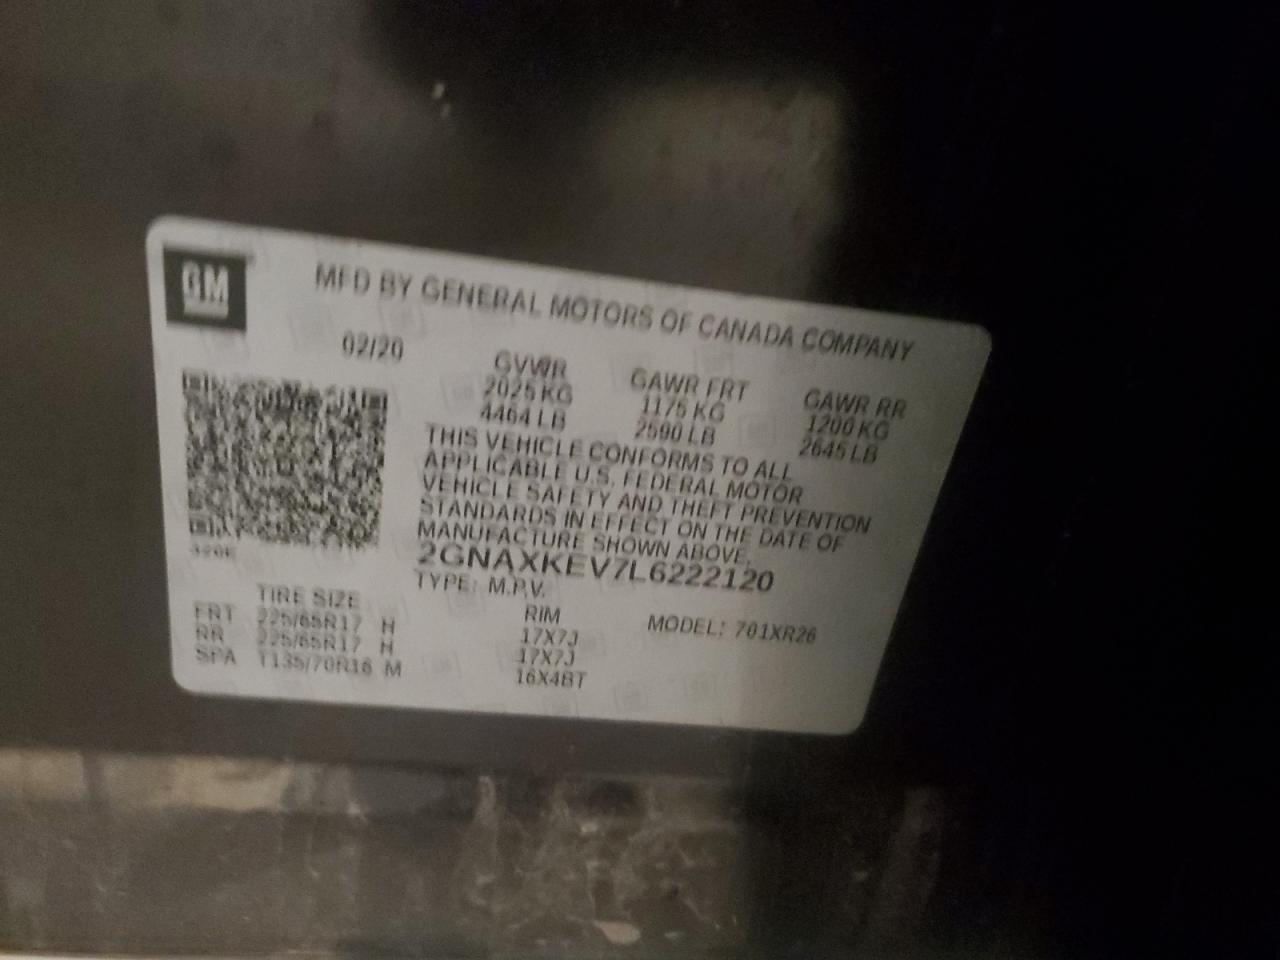 GM
MFD BY GENERAL MOTORS OF CANADA COMPANY
02/20 GVWR GAWR FRT GAWR RR
2025 KG 1175 KG 1200 KG
4464 LB 2590 LB 2645 LB
THIS VEHICLE CONFORMS TO ALL
APPLICABLE U.S. FEDERAL MOTOR
VEHICLE SAFETY AND THEFT PREVENTION
STANDARDS IN EFFECT ON THE DATE OF
MANUFACTURE SHOWN ABOVE.
2GNAXKEV7L6222120
TYPE: M.P.V.
TIRE SIZE RIM MODEL: 701XR26
FRT 225/65R17 H 17X7J
RR 225/65R17 H 17X7J
SPA T135/70R16 M 16X4BT